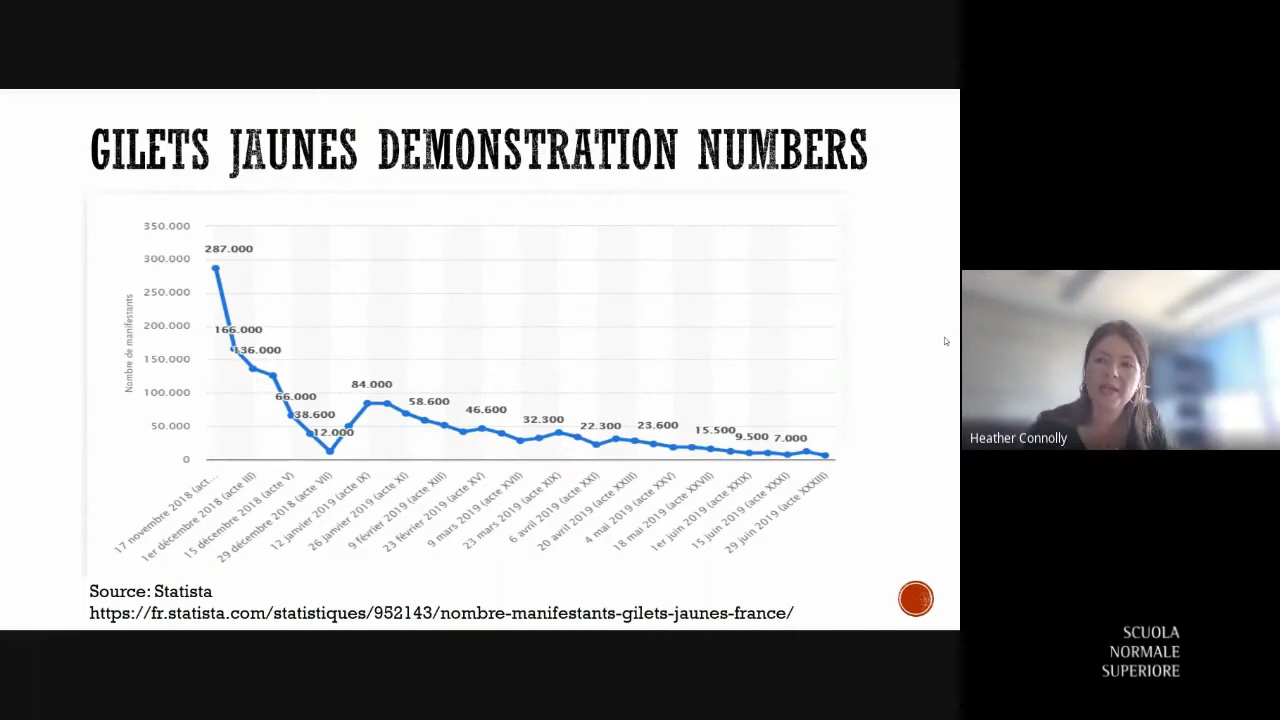 GILETS JAUNES DEMONSTRATION NUMBERS
350.000
300.000
250.000
200.000
150.000
100.000
50.000
0
Nombre de manifestants
287.000
166.000
136.000
66.000
38.600
12.000
84.000
58.600
46.600
32.300
22.300
23.600
15.500
9.500
7.000
17 novembre 2018 (act...
1er décembre 2018 (acte III)
15 décembre 2018 (acte V)
29 décembre 2018 (acte VII)
12 janvier 2019 (acte IX)
26 janvier 2019 (acte XI)
9 février 2019 (acte XIII)
23 février 2019 (acte XV)
9 mars 2019 (acte XVII)
23 mars 2019 (acte XIX)
6 avril 2019 (acte XXI)
20 avril 2019 (acte XXIII)
4 mai 2019 (acte XXV)
18 mai 2019 (acte XXVII)
1er juin 2019 (acte XXIX)
15 juin 2019 (acte XXXI)
29 juin 2019 (acte XXXIII)
Source: Statista
https://fr.statista.com/statistiques/952143/nombre-manifestants-gilets-jaunes-france/
Heather Connolly
SCUOLA
NORMALE
SUPERIORE